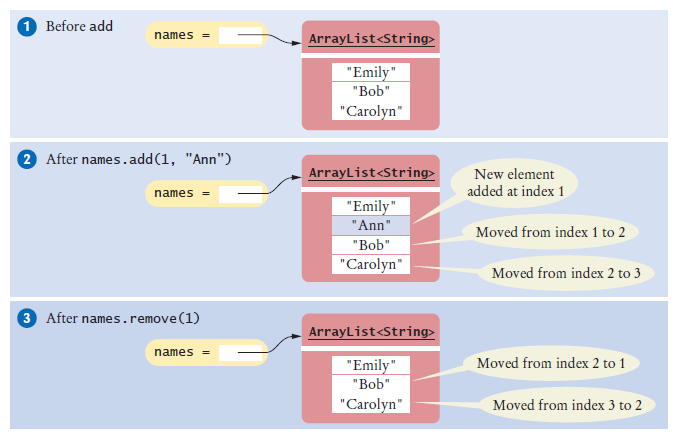 1 Before add
names =
ArrayList<String>
"Emily"
"Bob"
"Carolyn"
2 After names.add(1, "Ann")
names =
ArrayList<String>
"Emily"
"Ann"
"Bob"
"Carolyn"
New element
added at index 1
Moved from index 1 to 2
Moved from index 2 to 3
3 After names.remove(1)
names =
ArrayList<String>
"Emily"
"Bob"
"Carolyn"
Moved from index 2 to 1
Moved from index 3 to 2